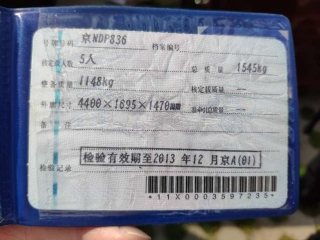 号牌号码 京NDP836 档案编号
核定载人数 5人 总 质 量 1545kg
整备质量 1148kg 核定载质量 --
外廓尺寸 4400×1695×1470mm 准牵引总质量 --
备 注
检验有效期至2013 年 12 月京A(01)
检验记录
*11X0003597235*